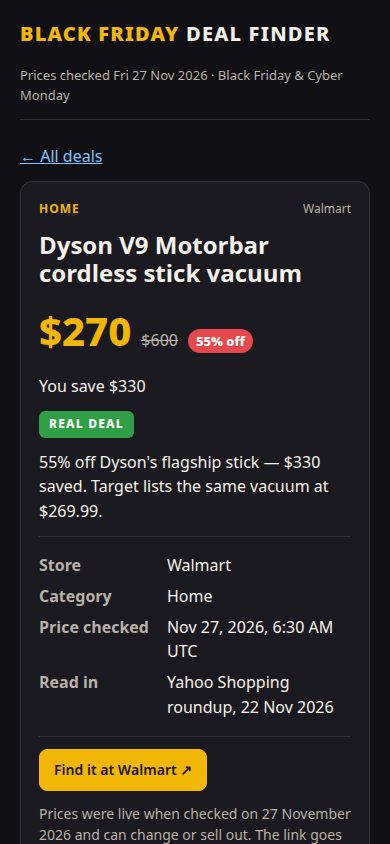 BLACK FRIDAY DEAL FINDER
Prices checked Fri 27 Nov 2026 · Black Friday & Cyber
Monday
← All deals
HOME
Walmart
Dyson V9 Motorbar
cordless stick vacuum
$270 $600 55% off
You save $330
REAL DEAL
55% off Dyson's flagship stick — $330
saved. Target lists the same vacuum at
$269.99.
Store Walmart
Category Home
Price checked Nov 27, 2026, 6:30 AM
UTC
Read in Yahoo Shopping
roundup, 22 Nov 2026
Find it at Walmart ↗
Prices were live when checked on 27 November
2026 and can change or sell out. The link goes